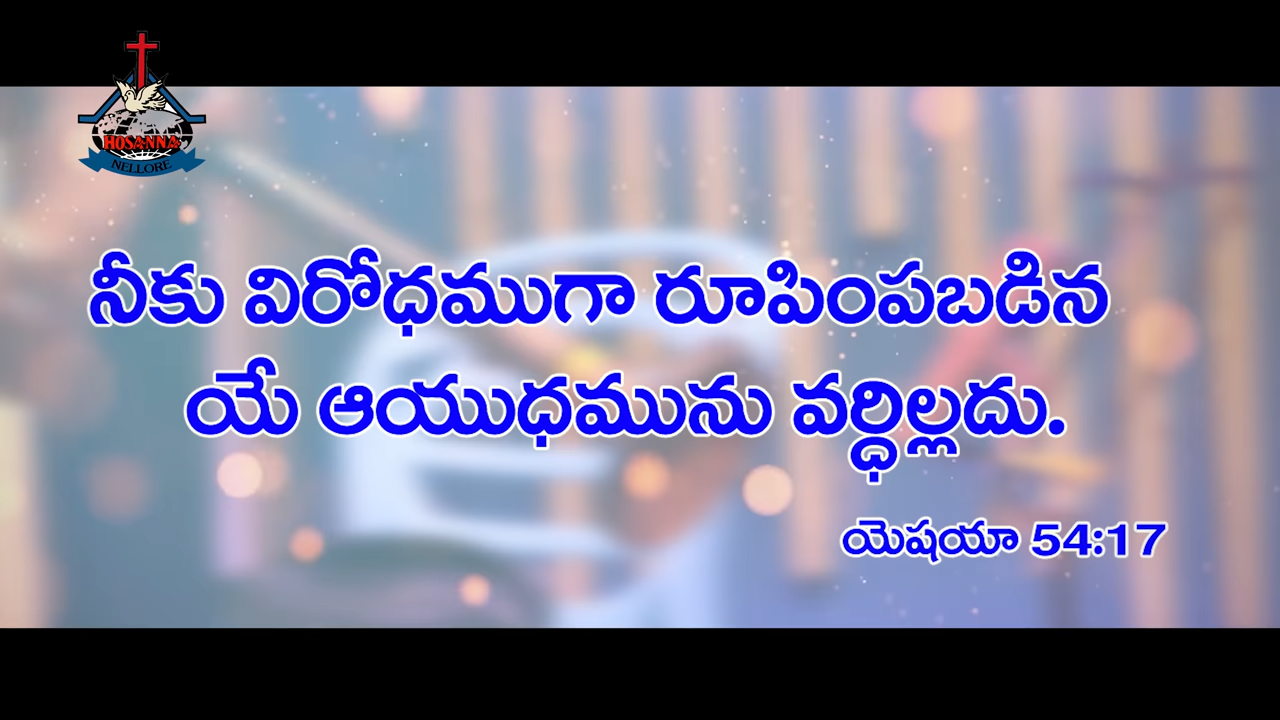 HOSANNA
NELLORE
నీకు విరోధముగా రూపింపబడిన
యే ఆయుధమును వర్ధిల్లదు.
యెషయా 54:17